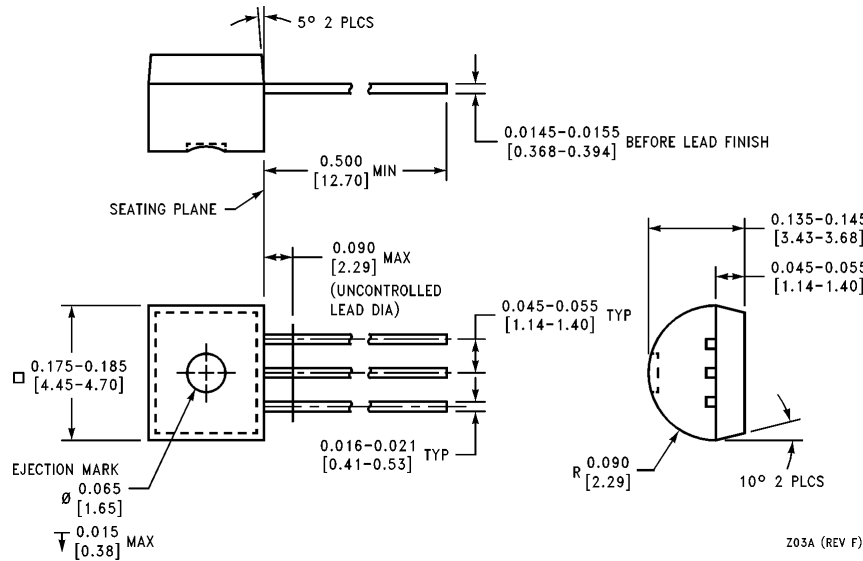 5° 2 PLCS
0.0145-0.0155
[0.368-0.394] BEFORE LEAD FINISH
0.500
[12.70] MIN
SEATING PLANE
0.090
[2.29] MAX
(UNCONTROLLED
LEAD DIA)
0.045-0.055
[1.14-1.40] TYP
0.135-0.145
[3.43-3.68]
0.045-0.055
[1.14-1.40]
□ 0.175-0.185
[4.45-4.70]
0.016-0.021
[0.41-0.53] TYP
EJECTION MARK
Ø 0.065
[1.65]
↧ 0.015
[0.38] MAX
R 0.090
[2.29]
10° 2 PLCS
Z03A (REV F)